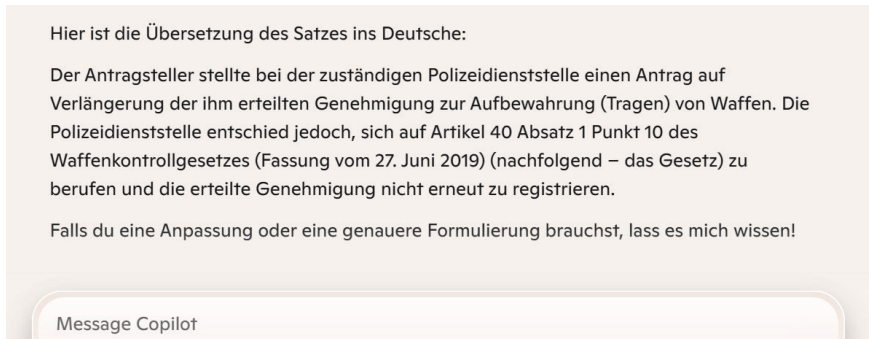 Hier ist die Übersetzung des Satzes ins Deutsche:
Der Antragsteller stellte bei der zuständigen Polizeidienststelle einen Antrag auf
Verlängerung der ihm erteilten Genehmigung zur Aufbewahrung (Tragen) von Waffen. Die
Polizeidienststelle entschied jedoch, sich auf Artikel 40 Absatz 1 Punkt 10 des
Waffenkontrollgesetzes (Fassung vom 27. Juni 2019) (nachfolgend – das Gesetz) zu
berufen und die erteilte Genehmigung nicht erneut zu registrieren.
Falls du eine Anpassung oder eine genauere Formulierung brauchst, lass es mich wissen!
Message Copilot